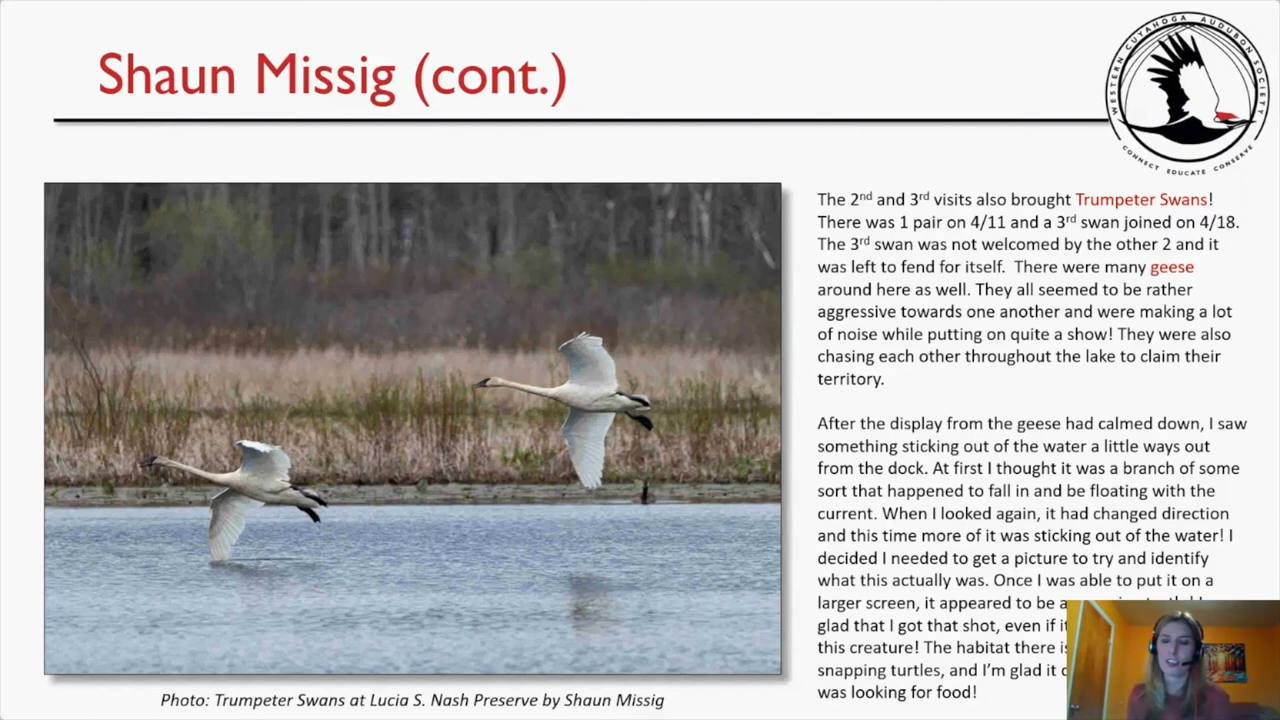 Shaun Missig (cont.)
WESTERN CUYAHOGA AUDUBON SOCIETY
CONNECT EDUCATE CONSERVE
The 2nd and 3rd visits also brought Trumpeter Swans!
There was 1 pair on 4/11 and a 3rd swan joined on 4/18.
The 3rd swan was not welcomed by the other 2 and it
was left to fend for itself. There were many geese
around here as well. They all seemed to be rather
aggressive towards one another and were making a lot
of noise while putting on quite a show! They were also
chasing each other throughout the lake to claim their
territory.
After the display from the geese had calmed down, I saw
something sticking out of the water a little ways out
from the dock. At first I thought it was a branch of some
sort that happened to fall in and be floating with the
current. When I looked again, it had changed direction
and this time more of it was sticking out of the water! I
decided I needed to get a picture to try and identify
what this actually was. Once I was able to put it on a
larger screen, it appeared to be a
glad that I got that shot, even if
this creature! The habitat there
snapping turtles, and I'm glad it
was looking for food!
Photo: Trumpeter Swans at Lucia S. Nash Preserve by Shaun Missig